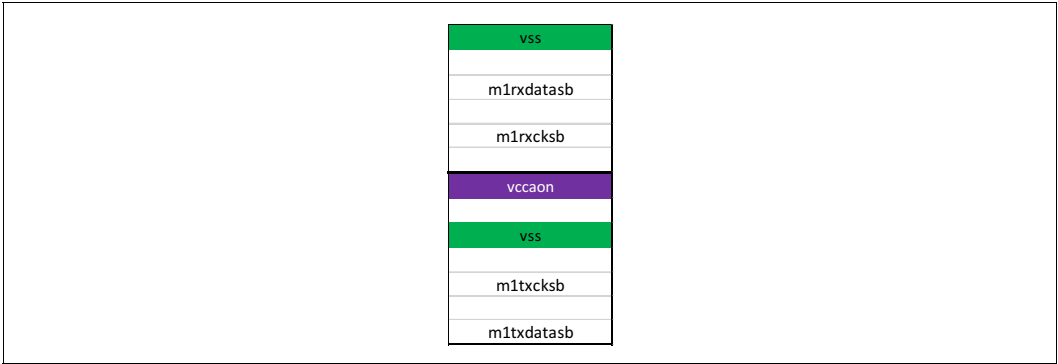 vss
m1rxdatasb
m1rxcksb
vccaon
vss
m1txcksb
m1txdatasb